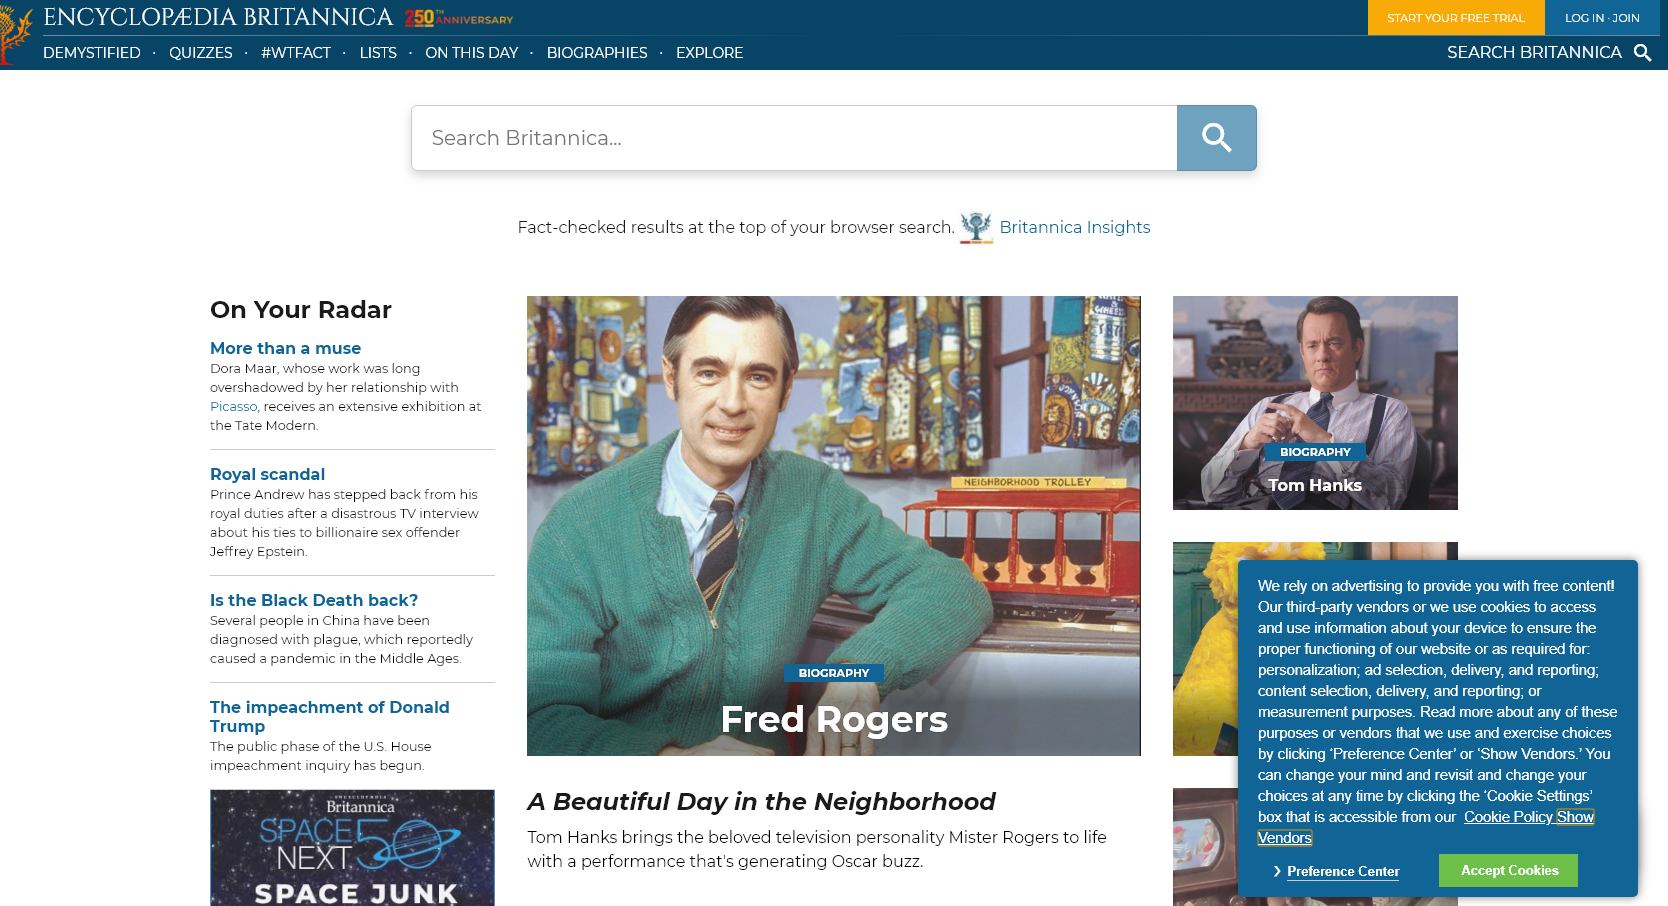 ENCYCLOPÆDIA BRITANNICA 250TH ANNIVERSARY
START YOUR FREE TRIAL
LOG IN · JOIN
DEMYSTIFIED · QUIZZES · #WTFACT · LISTS · ON THIS DAY · BIOGRAPHIES · EXPLORE
SEARCH BRITANNICA
Search Britannica...
Fact-checked results at the top of your browser search. Britannica Insights
On Your Radar
More than a muse
Dora Maar, whose work was long
overshadowed by her relationship with
Picasso, receives an extensive exhibition at
the Tate Modern.
Royal scandal
Prince Andrew has stepped back from his
royal duties after a disastrous TV interview
about his ties to billionaire sex offender
Jeffrey Epstein.
Is the Black Death back?
Several people in China have been
diagnosed with plague, which reportedly
caused a pandemic in the Middle Ages.
The impeachment of Donald
Trump
The public phase of the U.S. House
impeachment inquiry has begun.
ENCYCLOPÆDIA
Britannica
SPACE 50
NEXT
SPACE JUNK
NEIGHBORHOOD TROLLEY
BIOGRAPHY
Fred Rogers
A Beautiful Day in the Neighborhood
Tom Hanks brings the beloved television personality Mister Rogers to life
with a performance that's generating Oscar buzz.
BIOGRAPHY
Tom Hanks
We rely on advertising to provide you with free content!
Our third-party vendors or we use cookies to access
and use information about your device to ensure the
proper functioning of our website or as required for:
personalization; ad selection, delivery, and reporting;
content selection, delivery, and reporting; or
measurement purposes. Read more about any of these
purposes or vendors that we use and exercise choices
by clicking ‘Preference Center’ or ‘Show Vendors.’ You
can change your mind and revisit and change your
choices at any time by clicking the ‘Cookie Settings’
box that is accessible from our Cookie Policy Show
Vendors
Preference Center
Accept Cookies